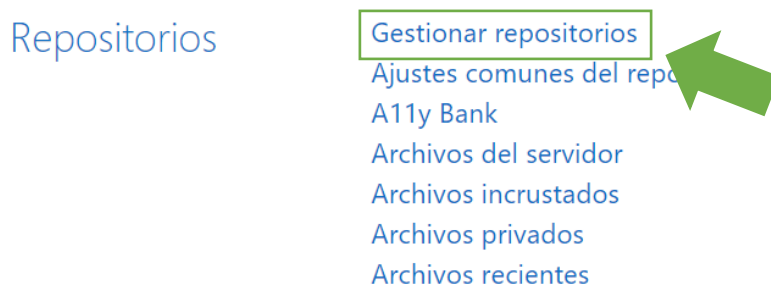 Repositorios
Gestionar repositorios
Ajustes comunes del repo
A11y Bank
Archivos del servidor
Archivos incrustados
Archivos privados
Archivos recientes